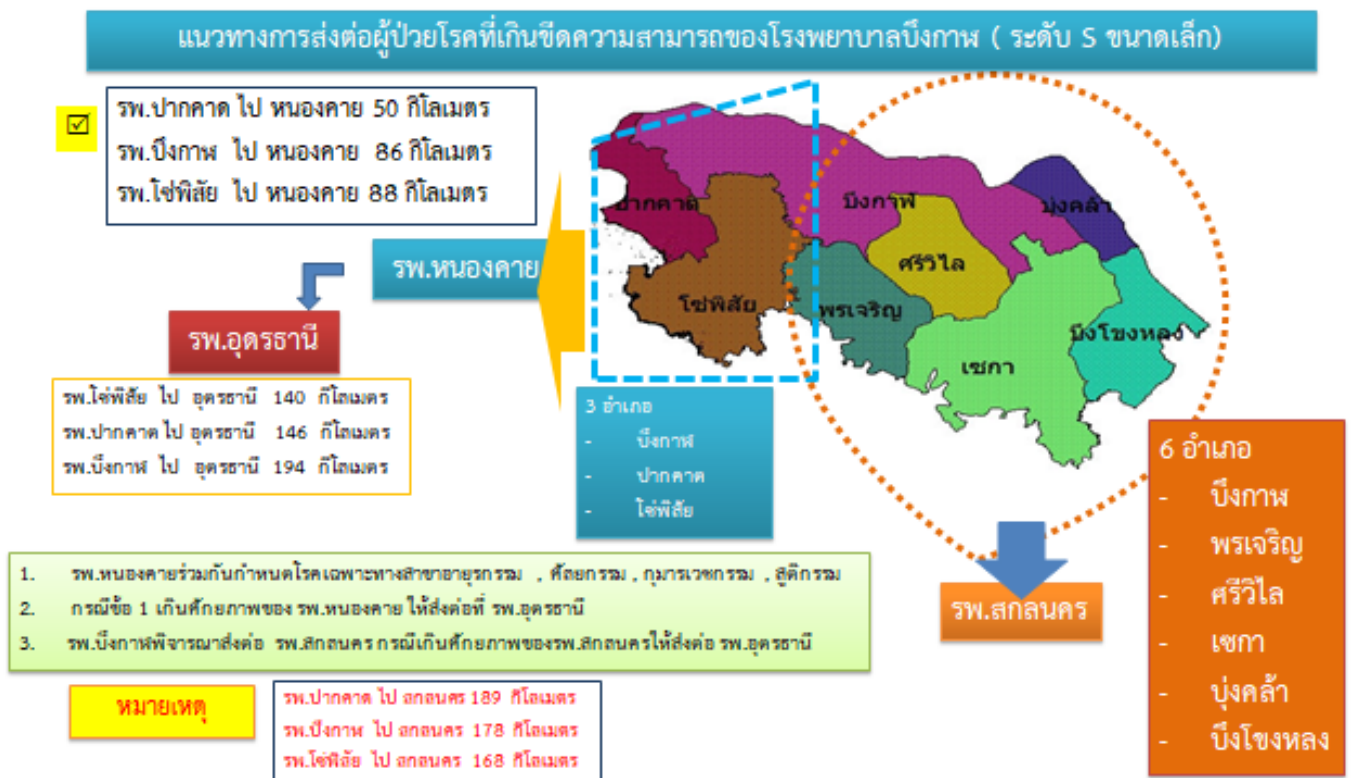 แนวทางการส่งต่อผู้ป่วยโรคที่เกินขีดความสามารถของโรงพยาบาลบึงกาฬ ( ระดับ S ขนาดเล็ก)
รพ.ปากคาด ไป หนองคาย 50 กิโลเมตร
รพ.บึงกาฬ ไป หนองคาย 86 กิโลเมตร
รพ.โซ่พิสัย ไป หนองคาย 88 กิโลเมตร
รพ.หนองคาย
รพ.อุดรธานี
รพ.โซ่พิสัย ไป อุดรธานี 140 กิโลเมตร
รพ.ปากคาด ไป อุดรธานี 146 กิโลเมตร
รพ.บึงกาฬ ไป อุดรธานี 194 กิโลเมตร
ปากคาด
บึงกาฬ
บุ่งคล้า
ศรีวิไล
โซ่พิสัย
พรเจริญ
บึงโขงหลง
เซกา
3 อำเภอ
- บึงกาฬ
- ปากคาด
- โซ่พิสัย
6 อำเภอ
- บึงกาฬ
- พรเจริญ
- ศรีวิไล
- เซกา
- บุ่งคล้า
- บึงโขงหลง
รพ.สกลนคร
1. รพ.หนองคายร่วมกันกำหนดโรคเฉพาะทางสาขาอายุรกรรม , ศัลยกรรม , กุมารเวชกรรม , สูติกรรม
2. กรณีข้อ 1 เกินศักยภาพของ รพ.หนองคาย ให้ส่งต่อที่ รพ.อุดรธานี
3. รพ.บึงกาฬพิจารณาส่งต่อ รพ.สกลนคร กรณีเกินศักยภาพของรพ.สกลนครให้ส่งต่อ รพ.อุดรธานี
หมายเหตุ
รพ.ปากคาด ไป สกลนคร 189 กิโลเมตร
รพ.บึงกาฬ ไป สกลนคร 178 กิโลเมตร
รพ.โซ่พิสัย ไป สกลนคร 168 กิโลเมตร